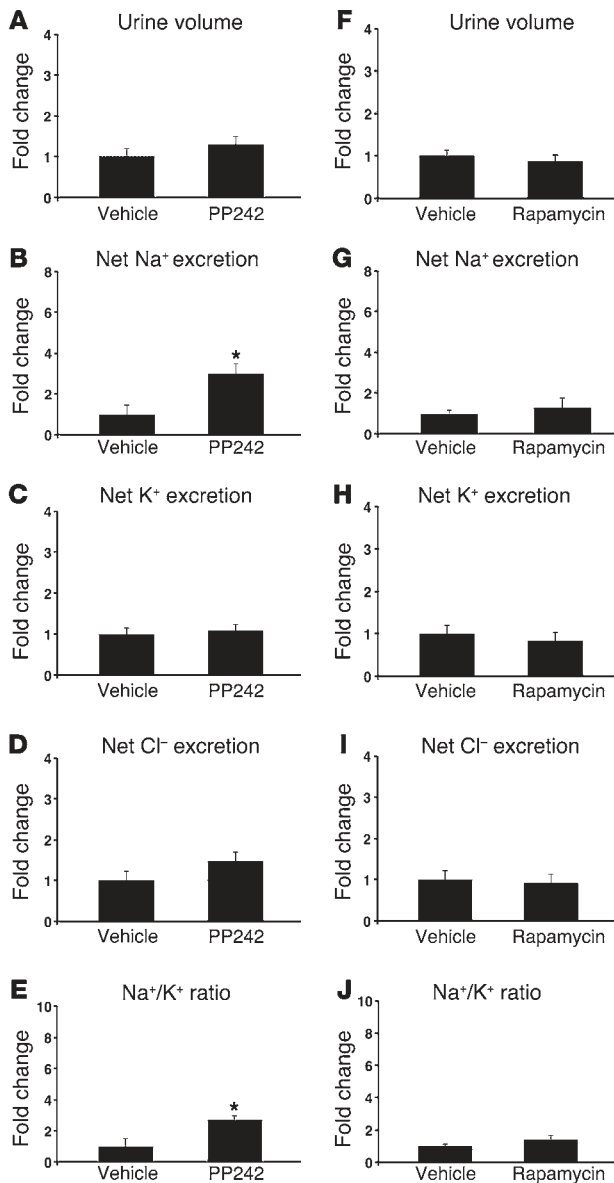 A Urine volume
Fold change
4
3
2
1
0
Vehicle PP242
F Urine volume
Fold change
4
3
2
1
0
Vehicle Rapamycin
B Net Na⁺ excretion
Fold change
8
6
4
2
0
*
Vehicle PP242
G Net Na⁺ excretion
Fold change
8
6
4
2
0
Vehicle Rapamycin
C Net K⁺ excretion
Fold change
4
3
2
1
0
Vehicle PP242
H Net K⁺ excretion
Fold change
4
3
2
1
0
Vehicle Rapamycin
D Net Cl⁻ excretion
Fold change
4
3
2
1
0
Vehicle PP242
I Net Cl⁻ excretion
Fold change
4
3
2
1
0
Vehicle Rapamycin
E Na⁺/K⁺ ratio
Fold change
10
8
6
4
2
0
*
Vehicle PP242
J Na⁺/K⁺ ratio
Fold change
10
8
6
4
2
0
Vehicle Rapamycin